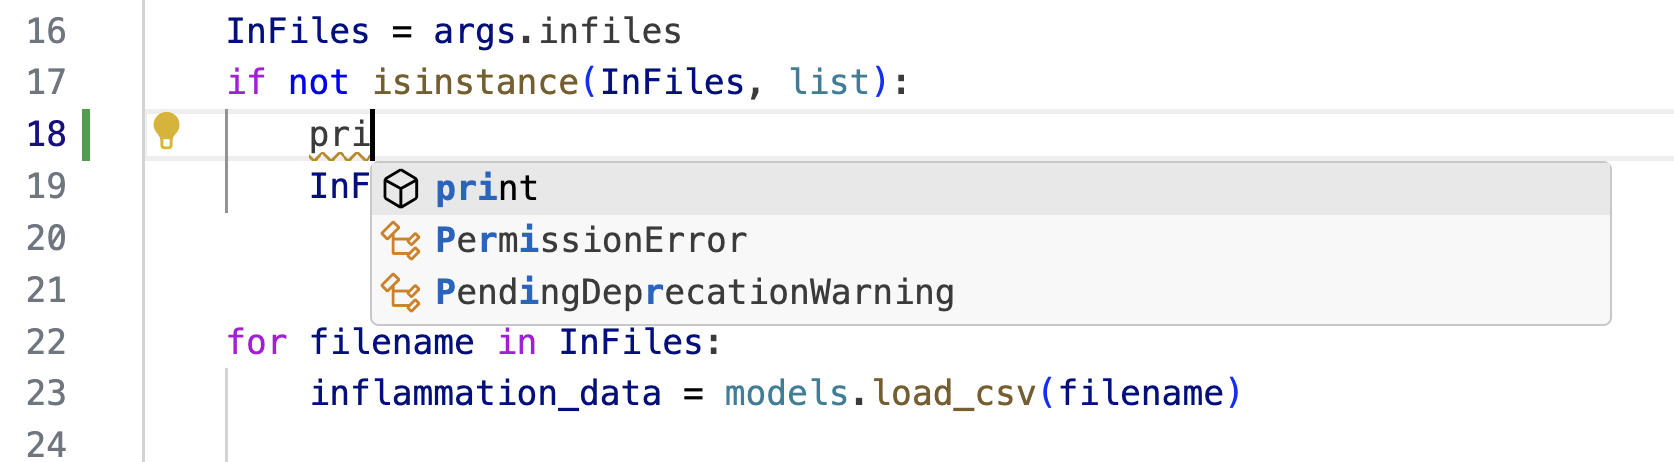 16 InFiles = args.infiles
17 if not isinstance(InFiles, list):
18 pri
print
19 InF
PermissionError
20
21 PendingDeprecationWarning
22 for filename in InFiles:
23 inflammation_data = models.load_csv(filename)
24